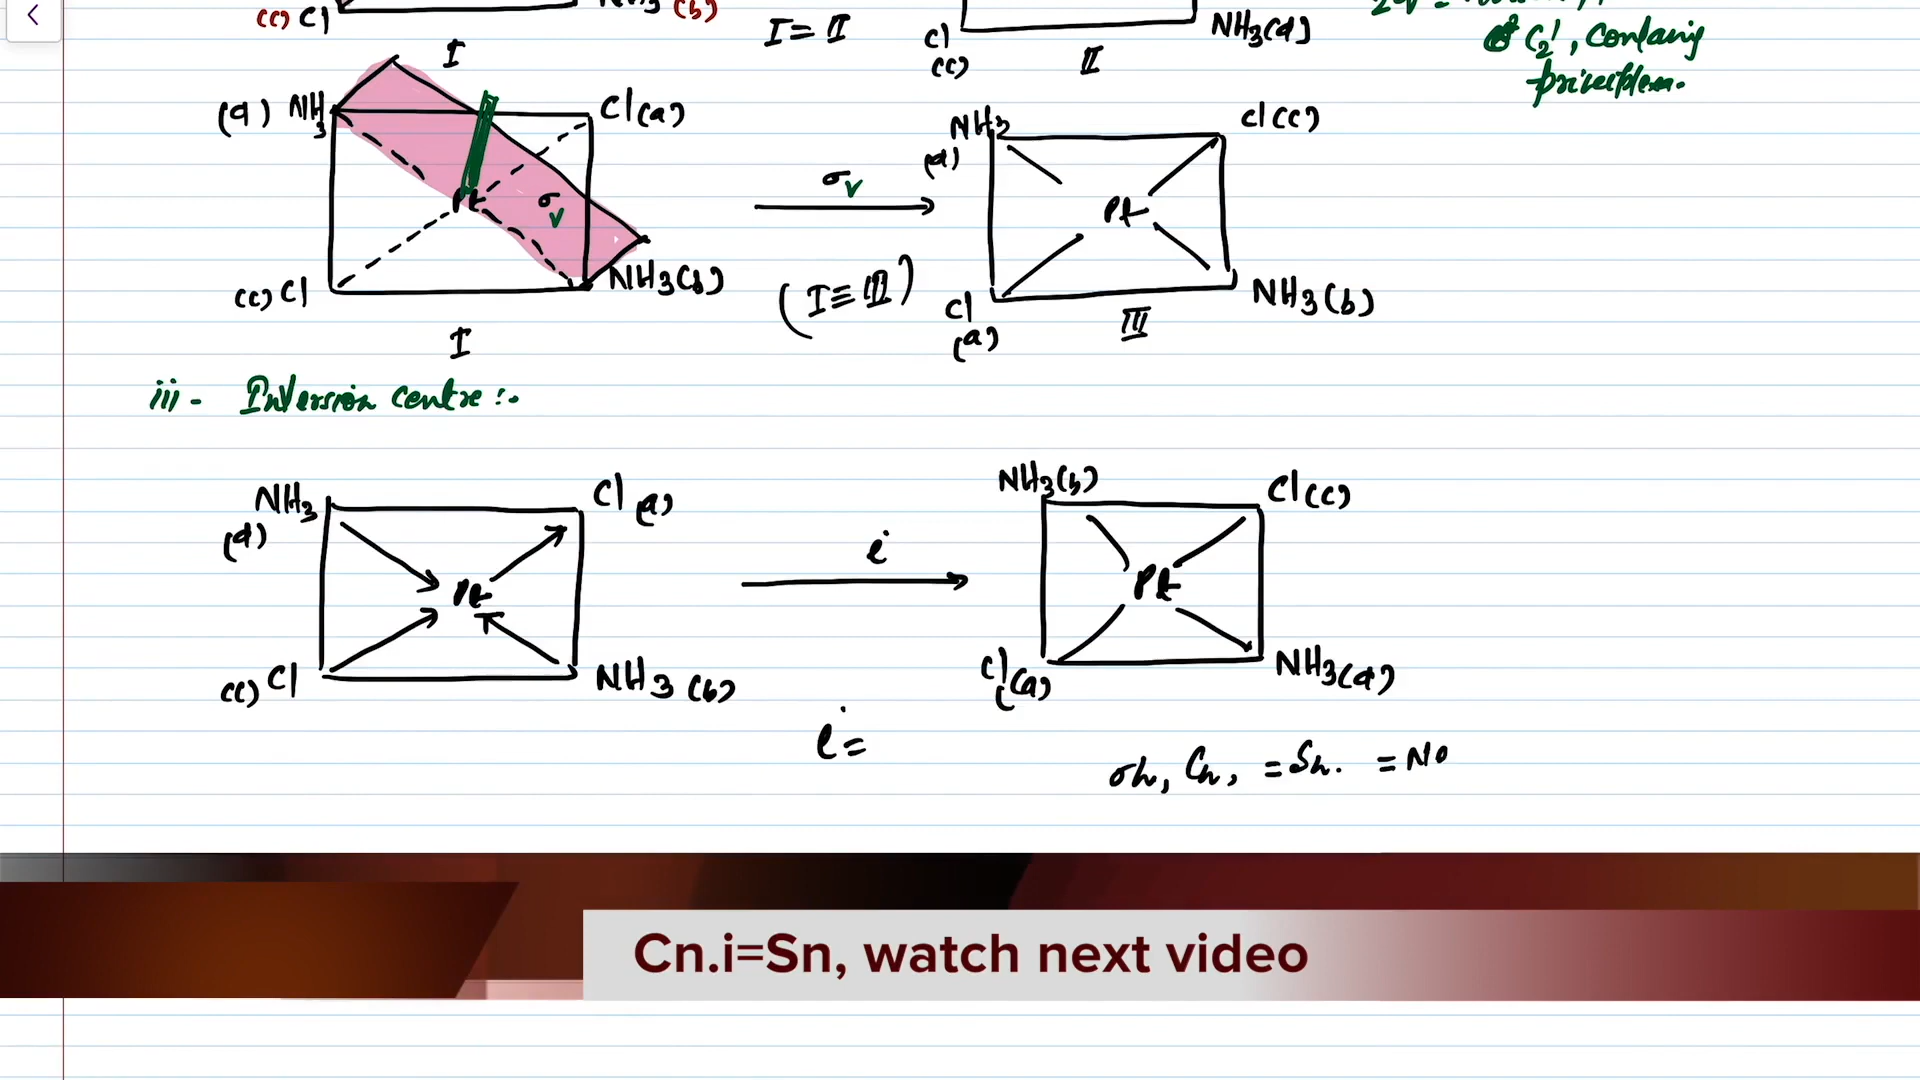 (c) Cl
(b)
I = II
Cl
(c)
NH3(d)
C2', Contaning
I
II
(d) NH3
Cl(a)
Pt
σv
(c) Cl
NH3(b)
I
σv
(I ≡ III)
NH3
(d)
Cl(c)
Pt
Cl
(a)
NH3(b)
III
iii - Inversion centre :-
NH3
(d)
Cl (a)
Pt
(c) Cl
NH3 (b)
i
NH3(b)
Cl(c)
Pt
Cl(a)
NH3(d)
i =
σh, Cn, = Sn. = No
Cn.i=Sn, watch next video